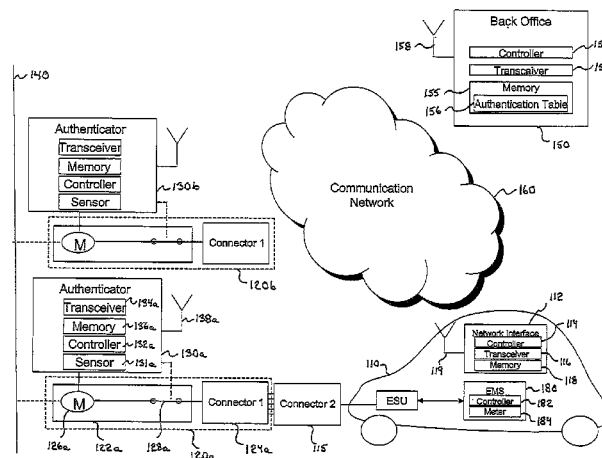 140
158
Back Office
Controller
Transceiver
155
Memory
156
Authentication Table
150
Authenticator
Transceiver
Memory
Controller
Sensor
130b
M
Connector 1
120b
Communication
Network
160
Authenticator
Transceiver
134a
Memory
136a
Controller
132a
Sensor
131a
138a
130a
M
Connector 1
126a
122a
128a
124a
120a
Connector 2
115
110
112
114
Network Interface
Controller
Transceiver
Memory
116
118
119
ESU
EMS
Controller
Meter
180
182
184